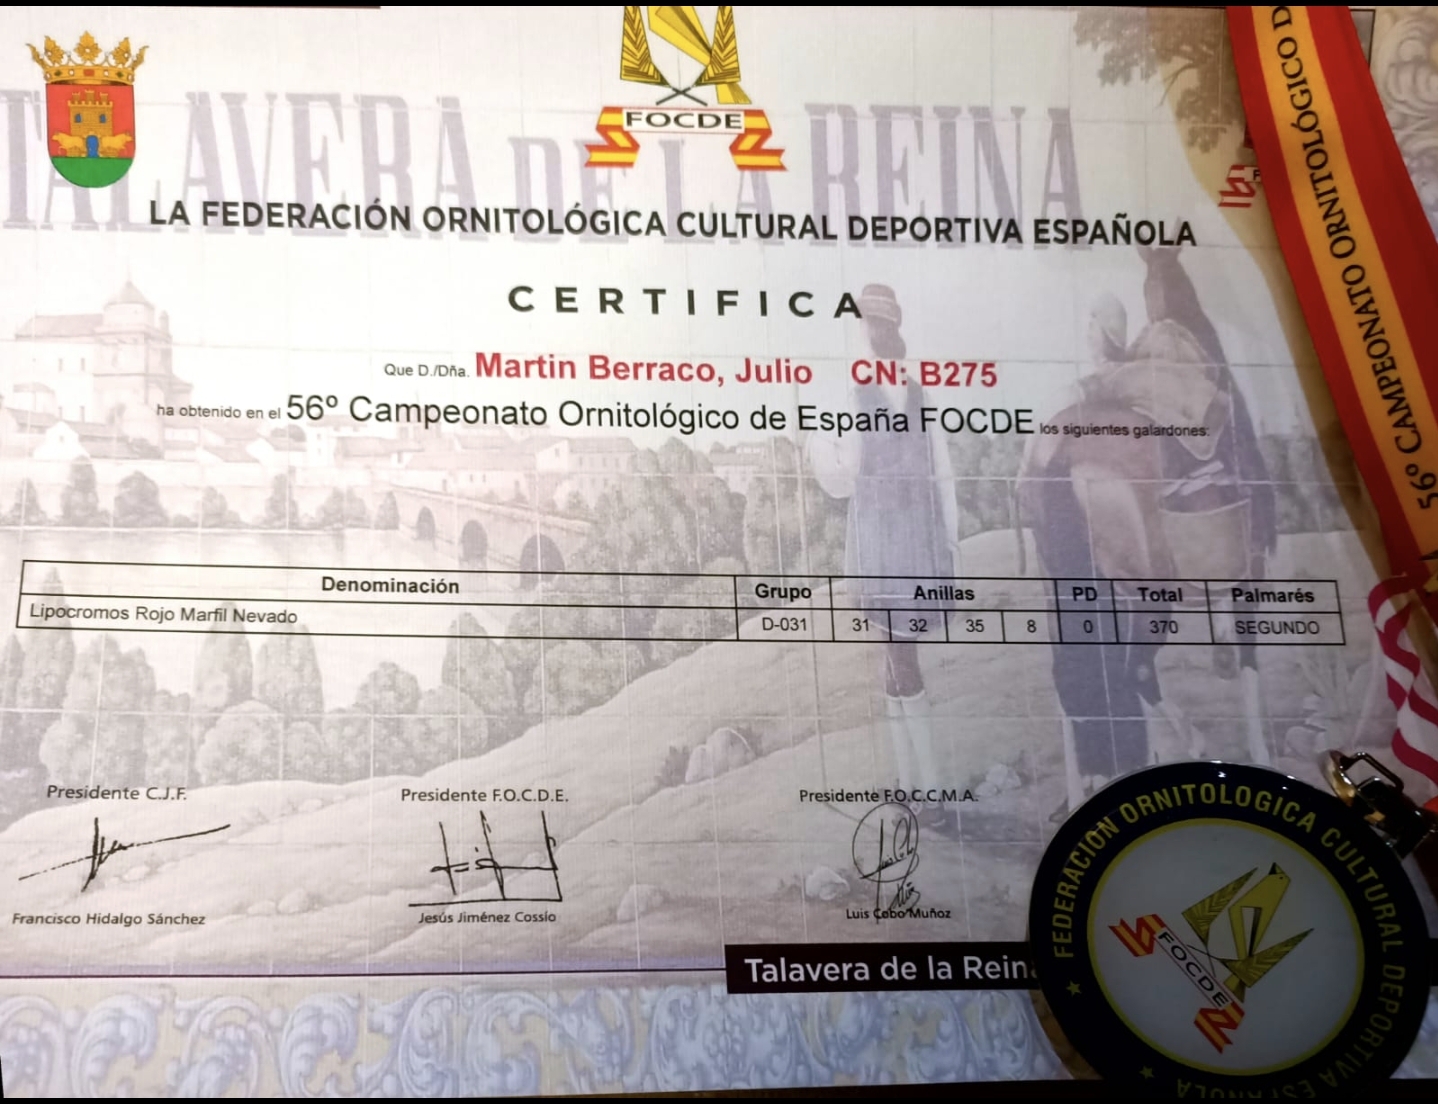 TALAVERA DE LA REINA
FOCDE
LA FEDERACIÓN ORNITOLÓGICA CULTURAL DEPORTIVA ESPAÑOLA
CERTIFICA
Que D./Dña. Martin Berraco, Julio CN: B275
ha obtenido en el 56º Campeonato Ornitológico de España FOCDE los siguientes galardones:
Denominación Grupo Anillas PD Total Palmarés
Lipocromos Rojo Marfil Nevado D-031 31 32 35 8 0 370 SEGUNDO
Presidente C.J.F. Presidente F.O.C.D.E. Presidente F.O.C.C.M.A.
Francisco Hidalgo Sánchez Jesús Jiménez Cossío Luis Cobo Muñoz
Talavera de la Rein
56º CAMPEONATO ORNITOLÓGICO D
FEDERACIÓN ORNITOLOGICA CULTURAL DEPORTIVA ESPAÑOLA
FOCDE